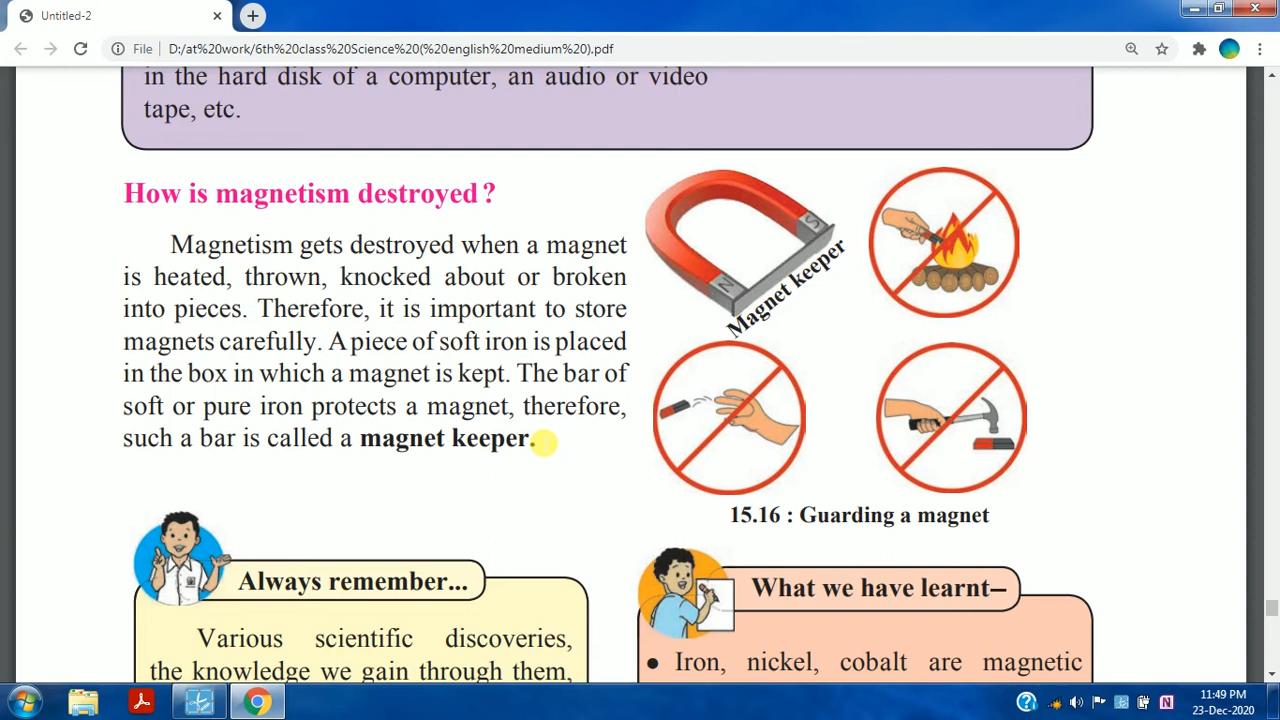 Untitled-2
File
D:/at%20work/6th%20class%20Science%20(%20english%20medium%20).pdf
in the hard disk of a computer, an audio or video
tape, etc.
How is magnetism destroyed?
Magnetism gets destroyed when a magnet
is heated, thrown, knocked about or broken
into pieces. Therefore, it is important to store
magnets carefully. A piece of soft iron is placed
in the box in which a magnet is kept. The bar of
soft or pure iron protects a magnet, therefore,
such a bar is called a magnet keeper.
S
N
Magnet keeper
15.16 : Guarding a magnet
Always remember...
Various scientific discoveries,
the knowledge we gain through them,
What we have learnt–
• Iron, nickel, cobalt are magnetic
11:49 PM
23-Dec-2020